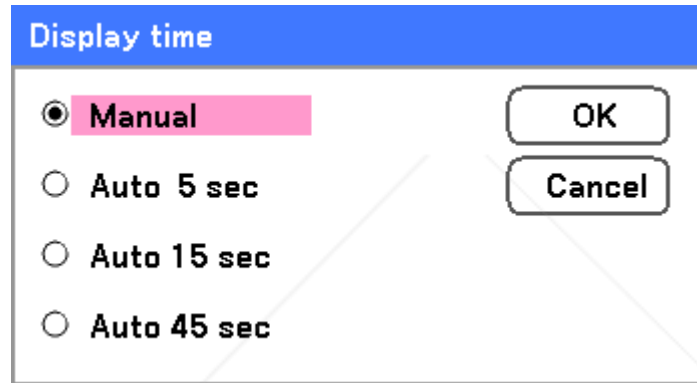 Display time
Manual
OK
Auto 5 sec
Cancel
Auto 15 sec
Auto 45 sec